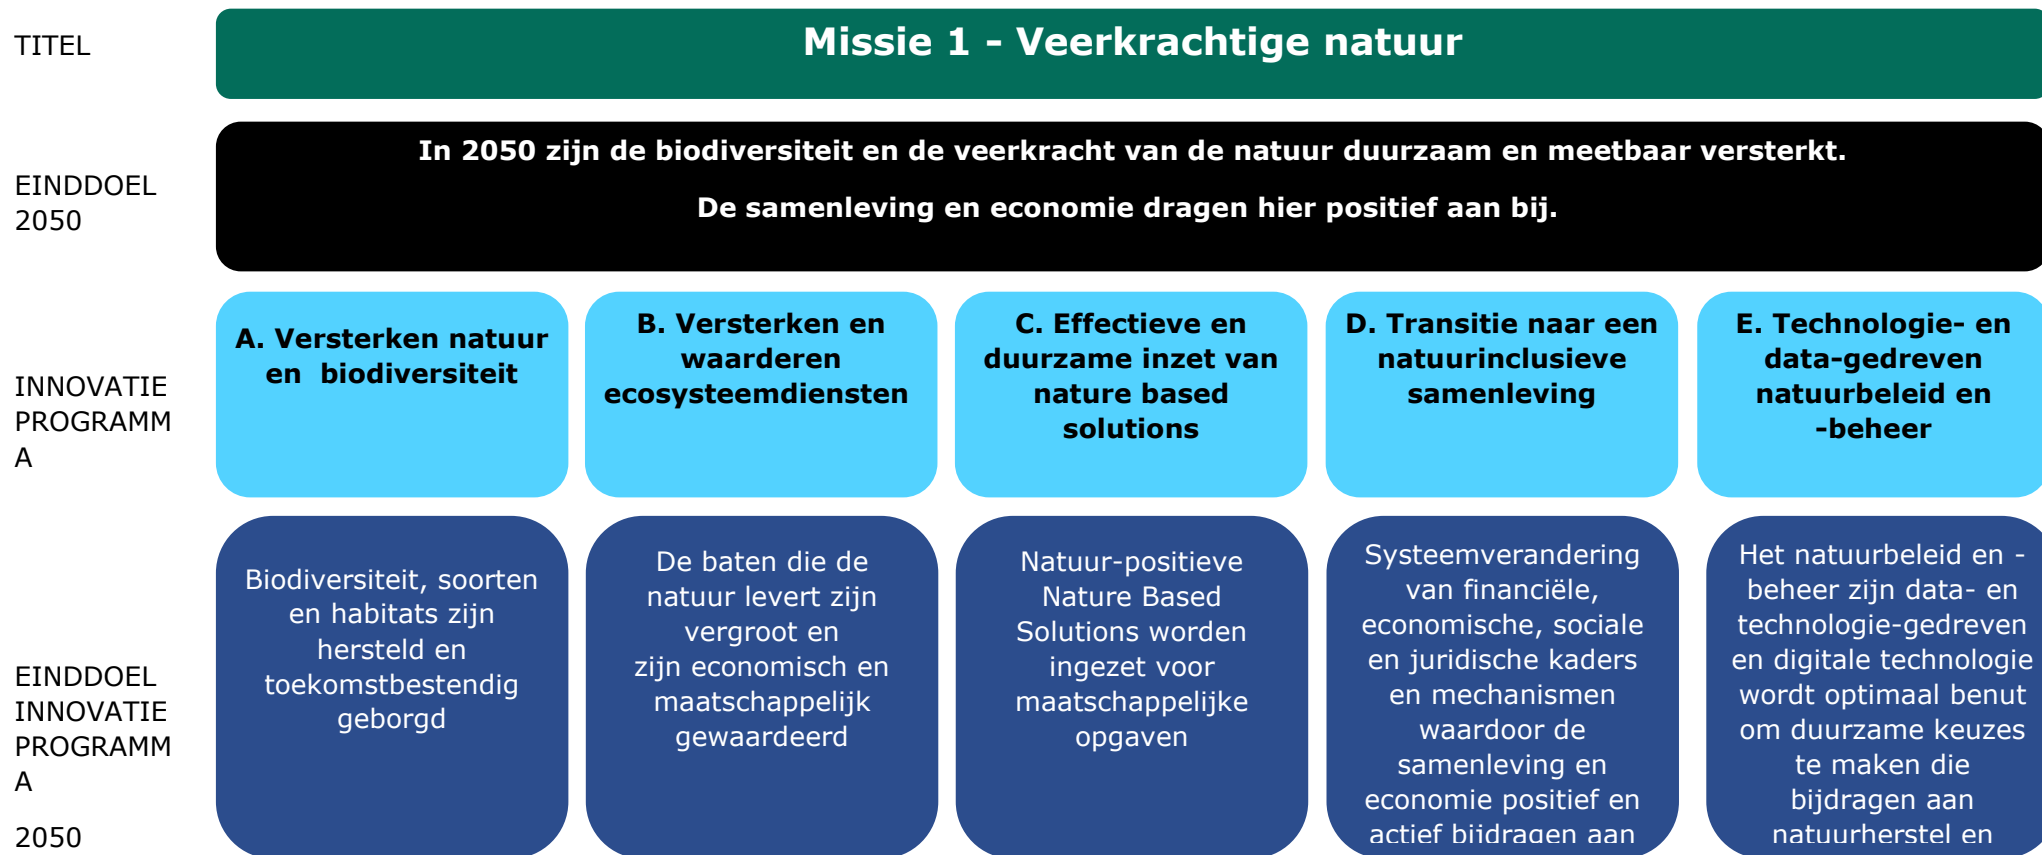 TITEL
Missie 1 - Veerkrachtige natuur
EINDDOEL
2050
In 2050 zijn de biodiversiteit en de veerkracht van de natuur duurzaam en meetbaar versterkt.
De samenleving en economie dragen hier positief aan bij.
INNOVATIE
PROGRAMM
A
A. Versterken natuur
en  biodiversiteit
B. Versterken en
waarderen
ecosysteemdiensten
C. Effectieve en
duurzame inzet van
nature based
solutions
D. Transitie naar een
natuurinclusieve
samenleving
E. Technologie- en
data-gedreven
natuurbeleid en
-beheer
EINDDOEL
INNOVATIE
PROGRAMM
A
2050
Biodiversiteit, soorten
en habitats zijn
hersteld en
toekomstbestendig
geborgd
De baten die de
natuur levert zijn
vergroot en
zijn economisch en
maatschappelijk
gewaardeerd
Natuur-positieve
Nature Based
Solutions worden
ingezet voor
maatschappelijke
opgaven
Systeemverandering
van financiële,
economische, sociale
en juridische kaders
en mechanismen
waardoor de
samenleving en
economie positief en
actief bijdragen aan
Het natuurbeleid en -
beheer zijn data- en
technologie-gedreven
en digitale technologie
wordt optimaal benut
om duurzame keuzes
te maken die
bijdragen aan
natuurherstel en